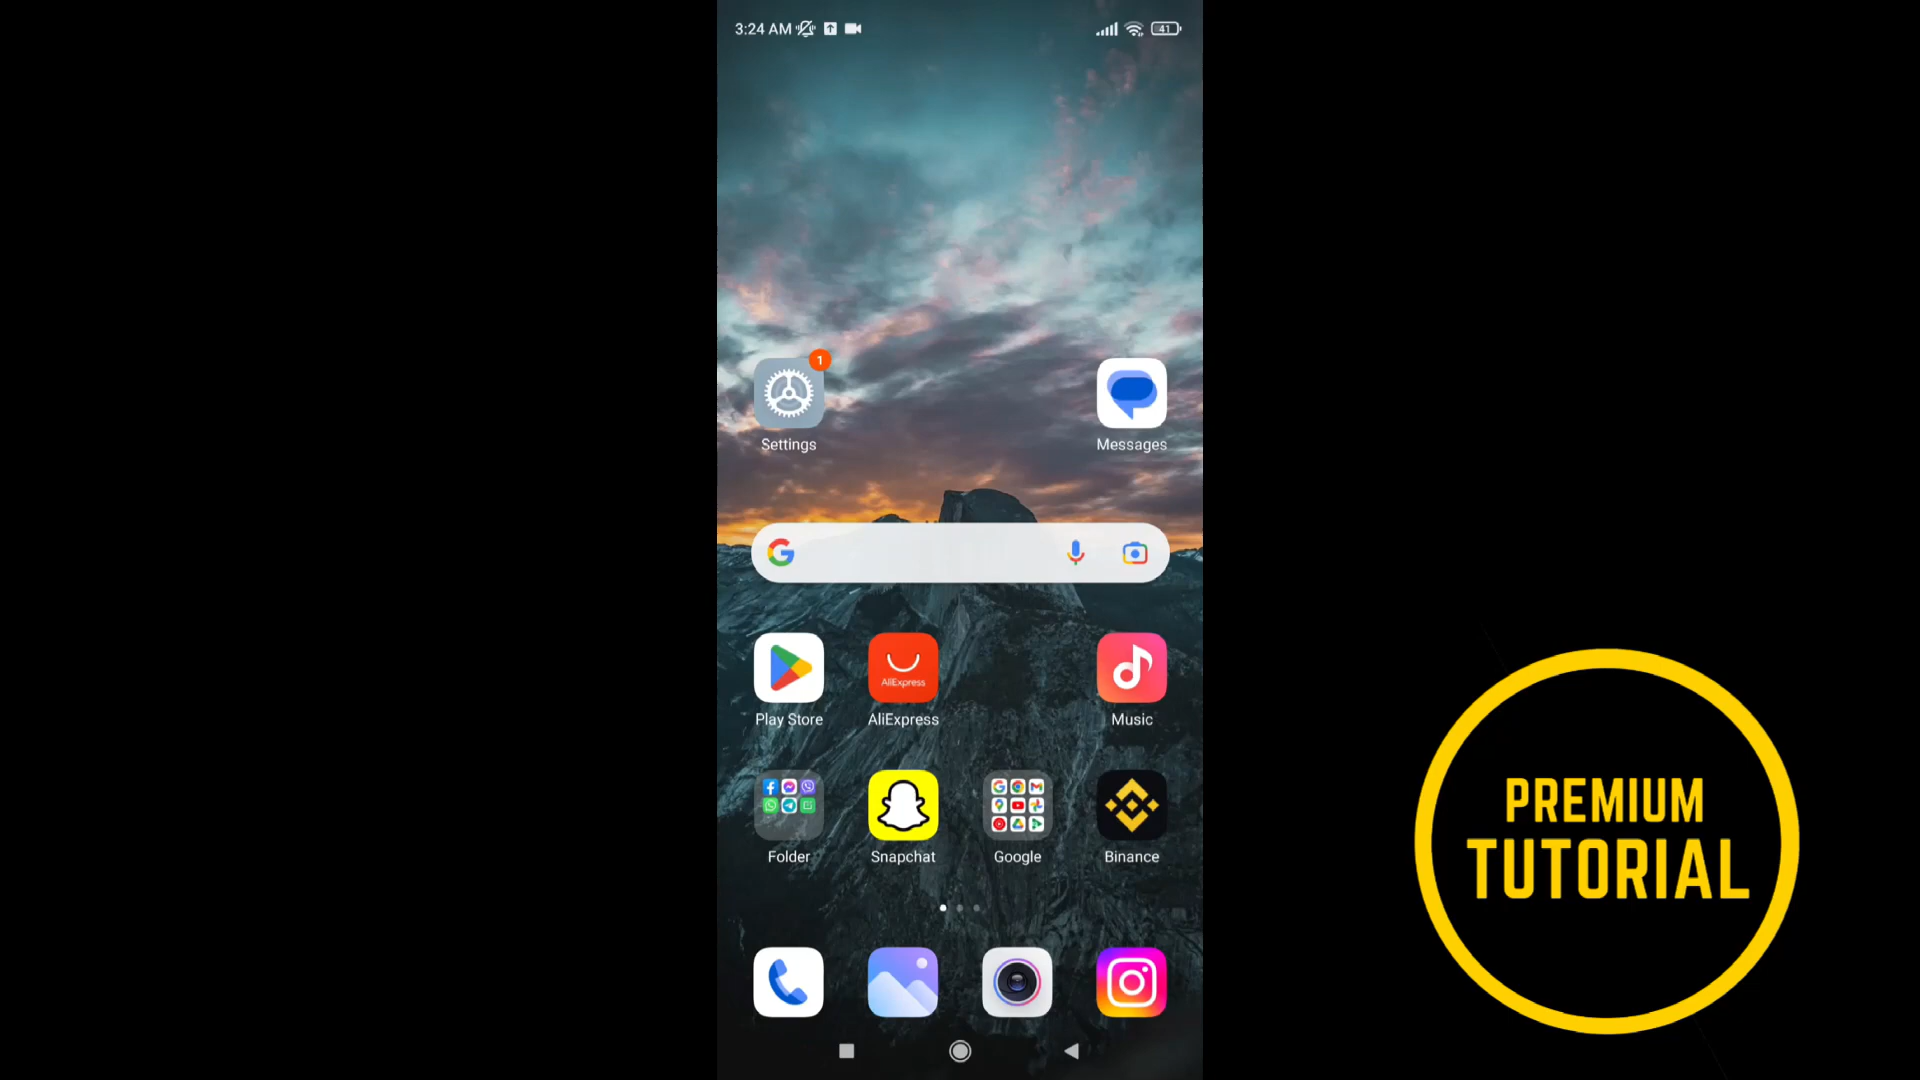 3:24 AM
41
1
Settings
Messages
AliExpress
Play Store
AliExpress
Music
Folder
Snapchat
Google
Binance
PREMIUM
TUTORIAL